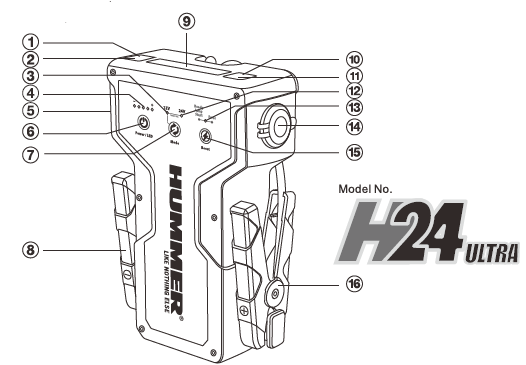 1
2
3
4
5
6
7
8
9
10
11
12
13
14
15
16
12V
24V
Power / LED
Mode
Boost
HUMMER®
LIKE NOTHING ELSE
Model No.
H24 ULTRA